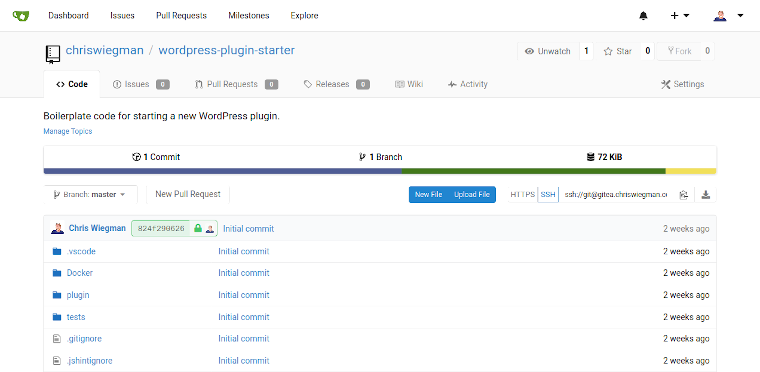 Dashboard Issues Pull Requests Milestones Explore
chriswiegman / wordpress-plugin-starter Unwatch 1 Star 0 Fork 0
Code Issues 0 Pull Requests 0 Releases 0 Wiki Activity Settings
Boilerplate code for starting a new WordPress plugin.
Manage Topics
1 Commit 1 Branch 72 KiB
Branch: master New Pull Request New File Upload File HTTPS SSH ssh://git@gitea.chriswiegman.co
Chris Wiegman 824f290626 Initial commit 2 weeks ago
.vscode Initial commit 2 weeks ago
Docker Initial commit 2 weeks ago
plugin Initial commit 2 weeks ago
tests Initial commit 2 weeks ago
.gitignore Initial commit 2 weeks ago
.jshintignore Initial commit 2 weeks ago